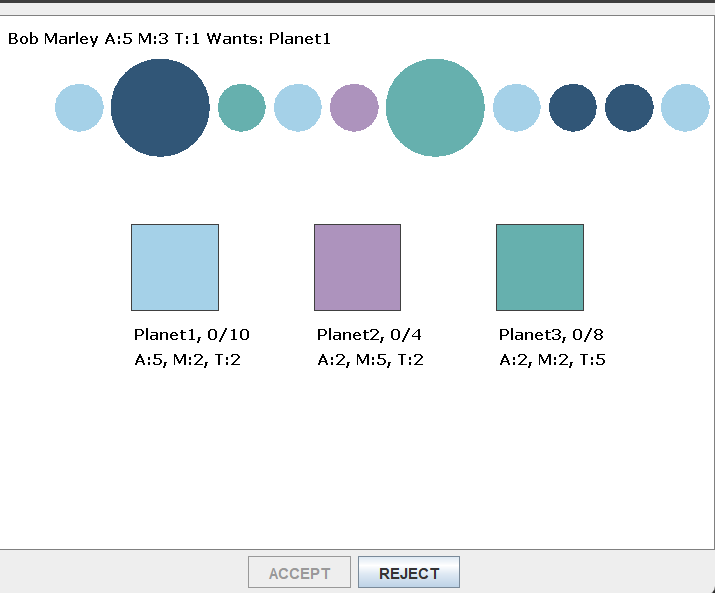 Bob Marley A:5 M:3 T:1 Wants: Planet1
Planet1, 0/10
A:5, M:2, T:2
Planet2, 0/4
A:2, M:5, T:2
Planet3, 0/8
A:2, M:2, T:5
ACCEPT
REJECT